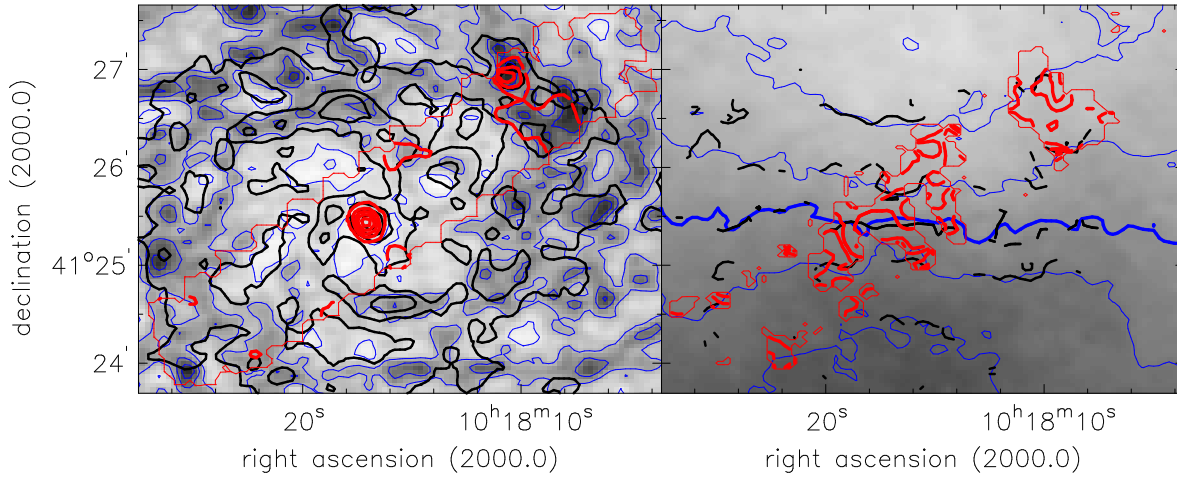 declination (2000.0)
27'
26'
41°25'
24'
20ˢ
10ʰ18ᵐ10ˢ
20ˢ
10ʰ18ᵐ10ˢ
right ascension (2000.0)
right ascension (2000.0)